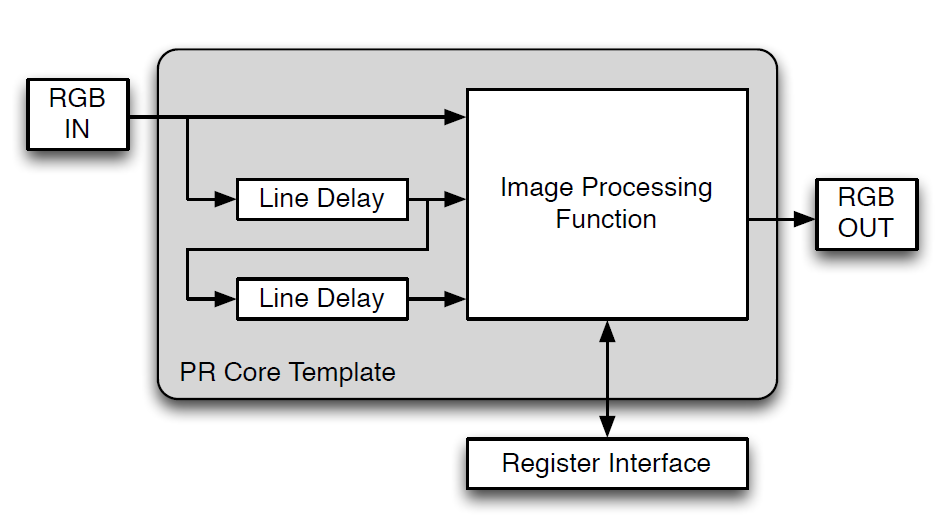 RGB
IN
Line Delay
Line Delay
Image Processing
Function
RGB
OUT
PR Core Template
Register Interface